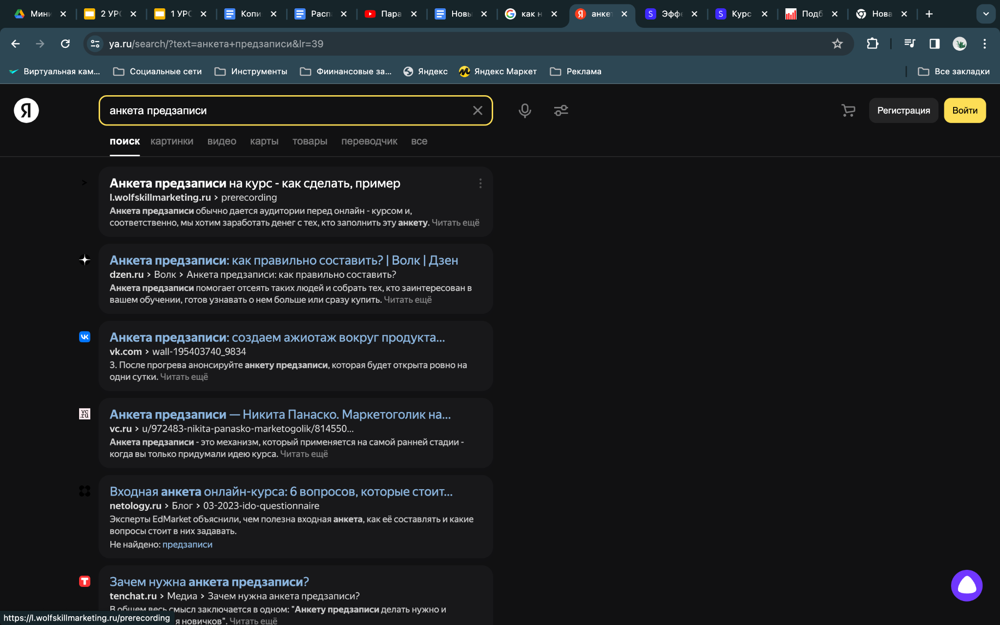 Мини
2 УРО
1 УРО
Копи
Распа
Пара
Новы
как н
анкет
Эффе
Курс
Подб
Нова
ya.ru/search/?text=анкета+предзаписи&lr=39
Виртуальная кам...
Социальные сети
Инструменты
Фиинансовые за...
Яндекс
Яндекс Маркет
Реклама
Все закладки
Я
анкета предзаписи
Регистрация
Войти
поиск картинки видео карты товары переводчик все
Анкета предзаписи на курс - как сделать, пример
l.wolfskillmarketing.ru › prerecording
Анкета предзаписи обычно дается аудитории перед онлайн - курсом и,
соответственно, мы хотим заработать денег с тех, кто заполнить эту анкету. Читать ещё
Анкета предзаписи: как правильно составить? | Волк | Дзен
dzen.ru › Волк › Анкета предзаписи: как правильно составить?
Анкета предзаписи помогает отсеять таких людей и собрать тех, кто заинтересован в
вашем обучении, готов узнавать о нем больше или сразу купить. Читать ещё
Анкета предзаписи: создаем ажиотаж вокруг продукта...
vk.com › wall-195403740_9834
3. После прогрева анонсируйте анкету предзаписи, которая будет открыта ровно на
одни сутки. Читать ещё
vc.ru
Анкета предзаписи — Никита Панаско. Маркетоголик на...
vc.ru › u/972483-nikita-panasko-marketogolik/814550...
Анкета предзаписи - это механизм, который применяется на самой ранней стадии -
когда вы только придумали идею курса. Читать ещё
Входная анкета онлайн-курса: 6 вопросов, которые стоит...
netology.ru › Блог › 03-2023-ido-questionnaire
Эксперты EdMarket объяснили, чем полезна входная анкета, как её составлять и какие
вопросы стоит в них задавать.
Не найдено: предзаписи
Зачем нужна анкета предзаписи?
tenchat.ru › Медиа › Зачем нужна анкета предзаписи?
В общем весь смысл заключается в одном: "Анкету предзаписи делать нужно и
я новичков". Читать ещё
https://l.wolfskillmarketing.ru/prerecording